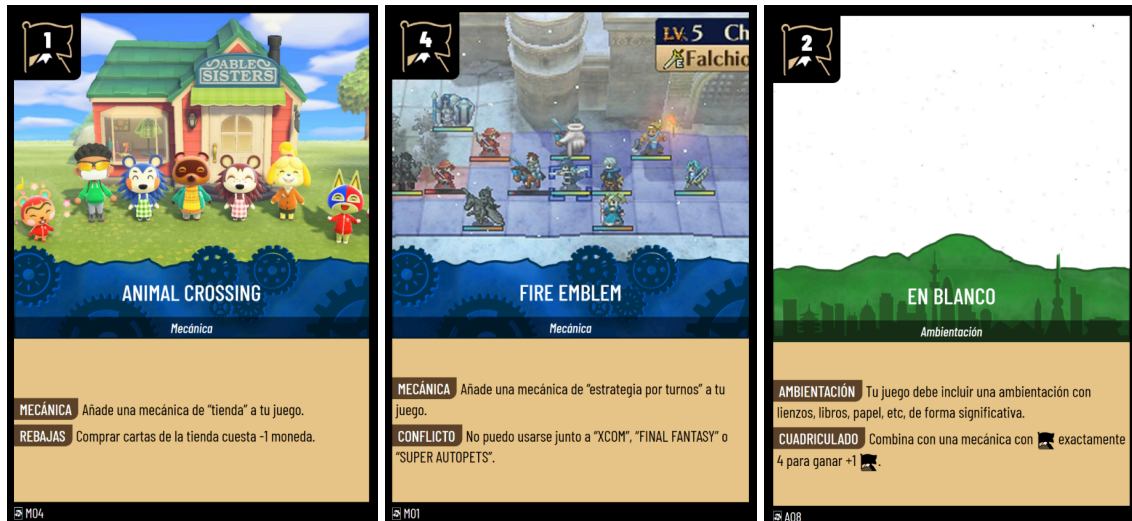 1
ABLE
SISTERS
ANIMAL CROSSING
Mecánica
MECÁNICA Añade una mecánica de “tienda” a tu juego.
REBAJAS Comprar cartas de la tienda cuesta -1 moneda.
M04
4
LV. 5 Ch
E Falchio
FIRE EMBLEM
Mecánica
MECÁNICA Añade una mecánica de “estrategia por turnos” a tu
juego.
CONFLICTO No puedo usarse junto a “XCOM”, “FINAL FANTASY” o
“SUPER AUTOPETS”.
M01
2
EN BLANCO
Ambientación
AMBIENTACIÓN Tu juego debe incluir una ambientación con
lienzos, libros, papel, etc, de forma significativa.
CUADRICULADO Combina con una mecánica con exactamente
4 para ganar +1 .
A08